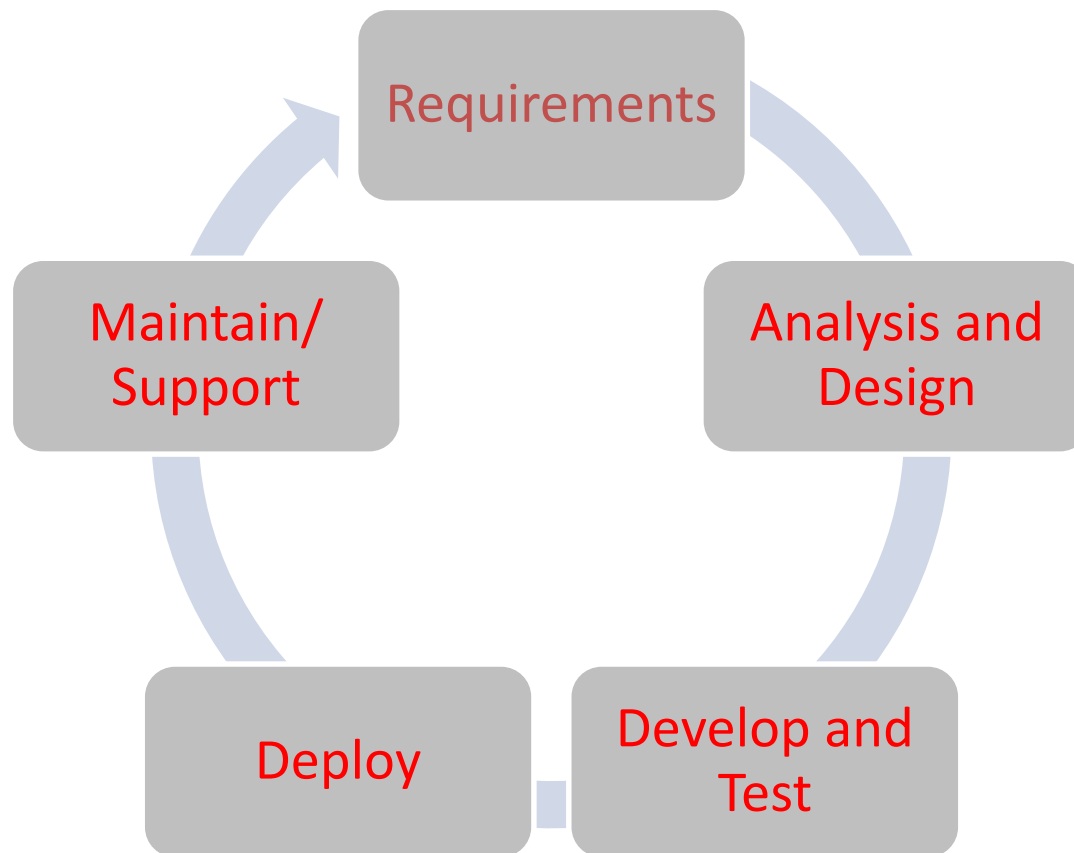 Requirements
Analysis and
Design
Develop and
Test
Deploy
Maintain/
Support